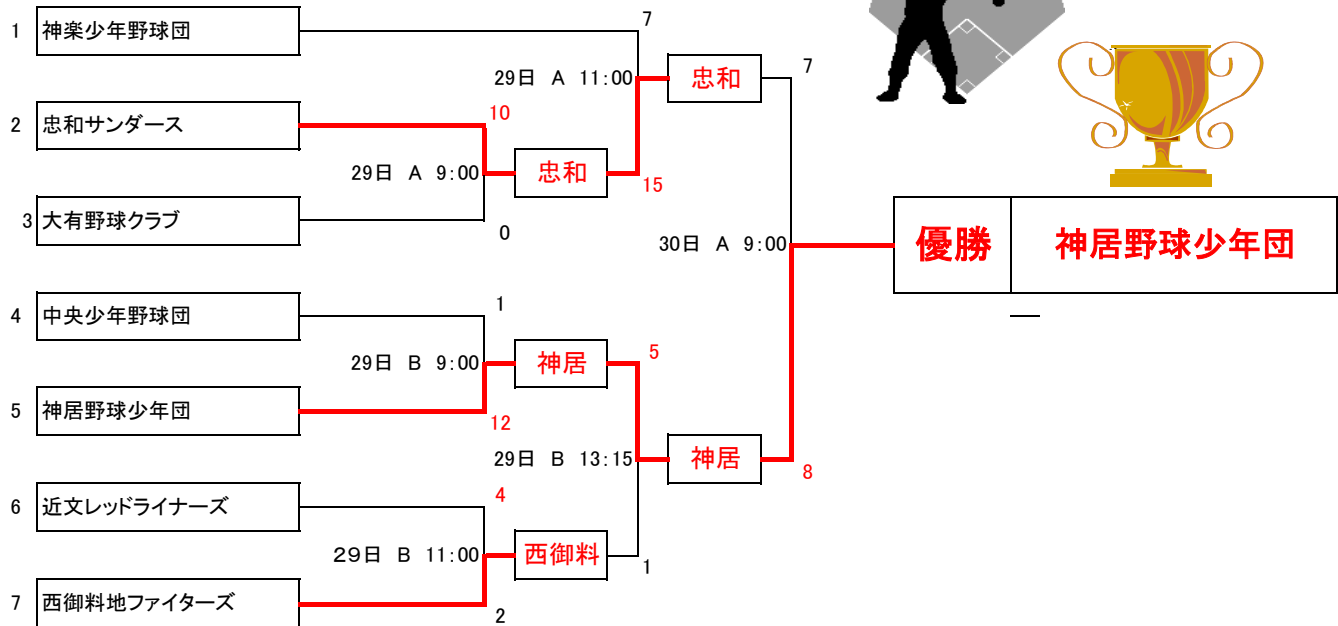 1 神楽少年野球団 7
29日 A 11:00 忠和 7
2 忠和サンダース 10
29日 A 9:00 忠和 15
3 大有野球クラブ 0
30日 A 9:00 優勝 神居野球少年団
4 中央少年野球団 1
29日 B 9:00 神居 5
5 神居野球少年団 12
29日 B 13:15 神居 8
6 近文レッドライナーズ 4
29日 B 11:00 西御料 1
7 西御料地ファイターズ 2